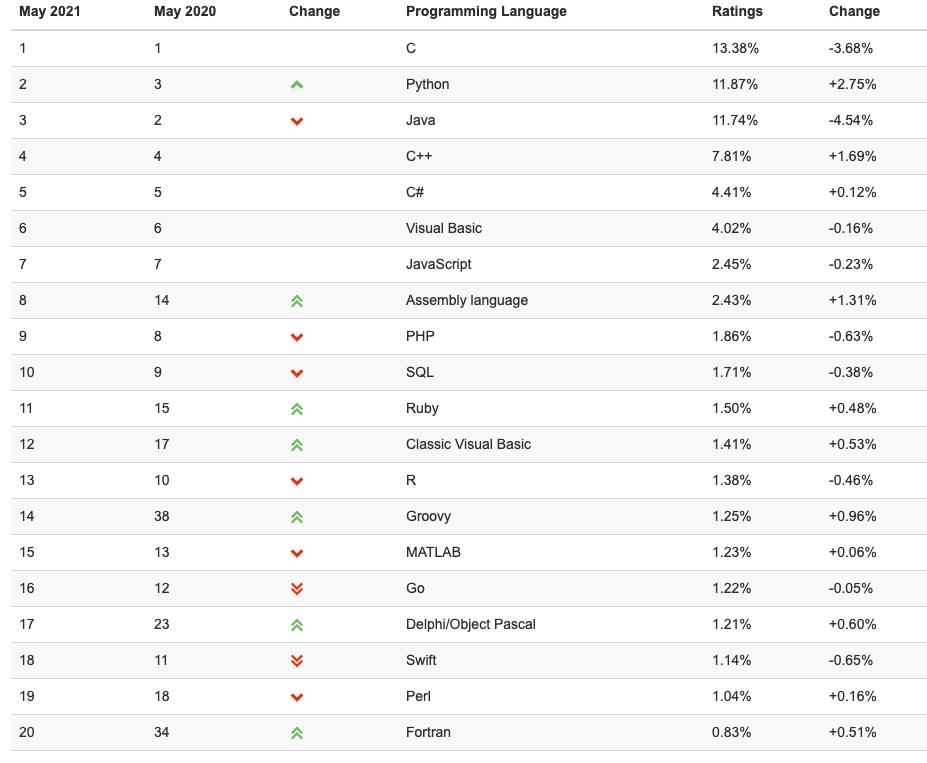 May 2021 May 2020 Change Programming Language Ratings Change
1 1 C 13.38% -3.68%
2 3 Python 11.87% +2.75%
3 2 Java 11.74% -4.54%
4 4 C++ 7.81% +1.69%
5 5 C# 4.41% +0.12%
6 6 Visual Basic 4.02% -0.16%
7 7 JavaScript 2.45% -0.23%
8 14 Assembly language 2.43% +1.31%
9 8 PHP 1.86% -0.63%
10 9 SQL 1.71% -0.38%
11 15 Ruby 1.50% +0.48%
12 17 Classic Visual Basic 1.41% +0.53%
13 10 R 1.38% -0.46%
14 38 Groovy 1.25% +0.96%
15 13 MATLAB 1.23% +0.06%
16 12 Go 1.22% -0.05%
17 23 Delphi/Object Pascal 1.21% +0.60%
18 11 Swift 1.14% -0.65%
19 18 Perl 1.04% +0.16%
20 34 Fortran 0.83% +0.51%